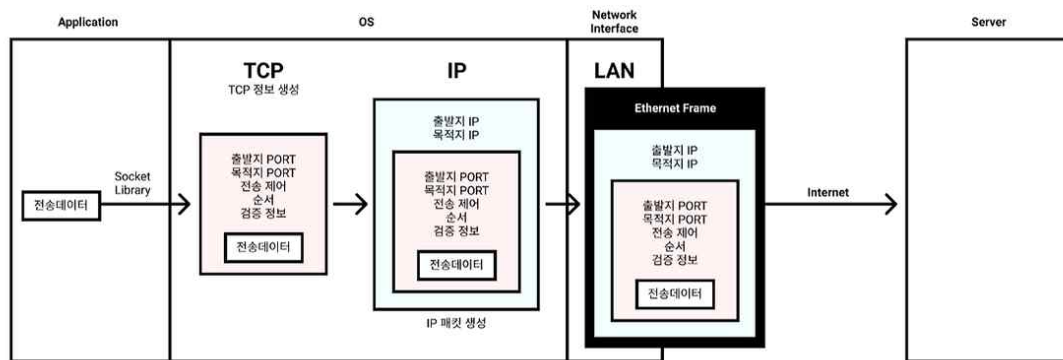 Application
OS
Network
Interface
Server
TCP
TCP 정보 생성
IP
LAN
전송데이터
Socket
Library
출발지 PORT
목적지 PORT
전송 제어
순서
검증 정보
전송데이터
출발지 IP
목적지 IP
출발지 PORT
목적지 PORT
전송 제어
순서
검증 정보
전송데이터
IP 패킷 생성
Ethernet Frame
출발지 IP
목적지 IP
출발지 PORT
목적지 PORT
전송 제어
순서
검증 정보
전송데이터
Internet